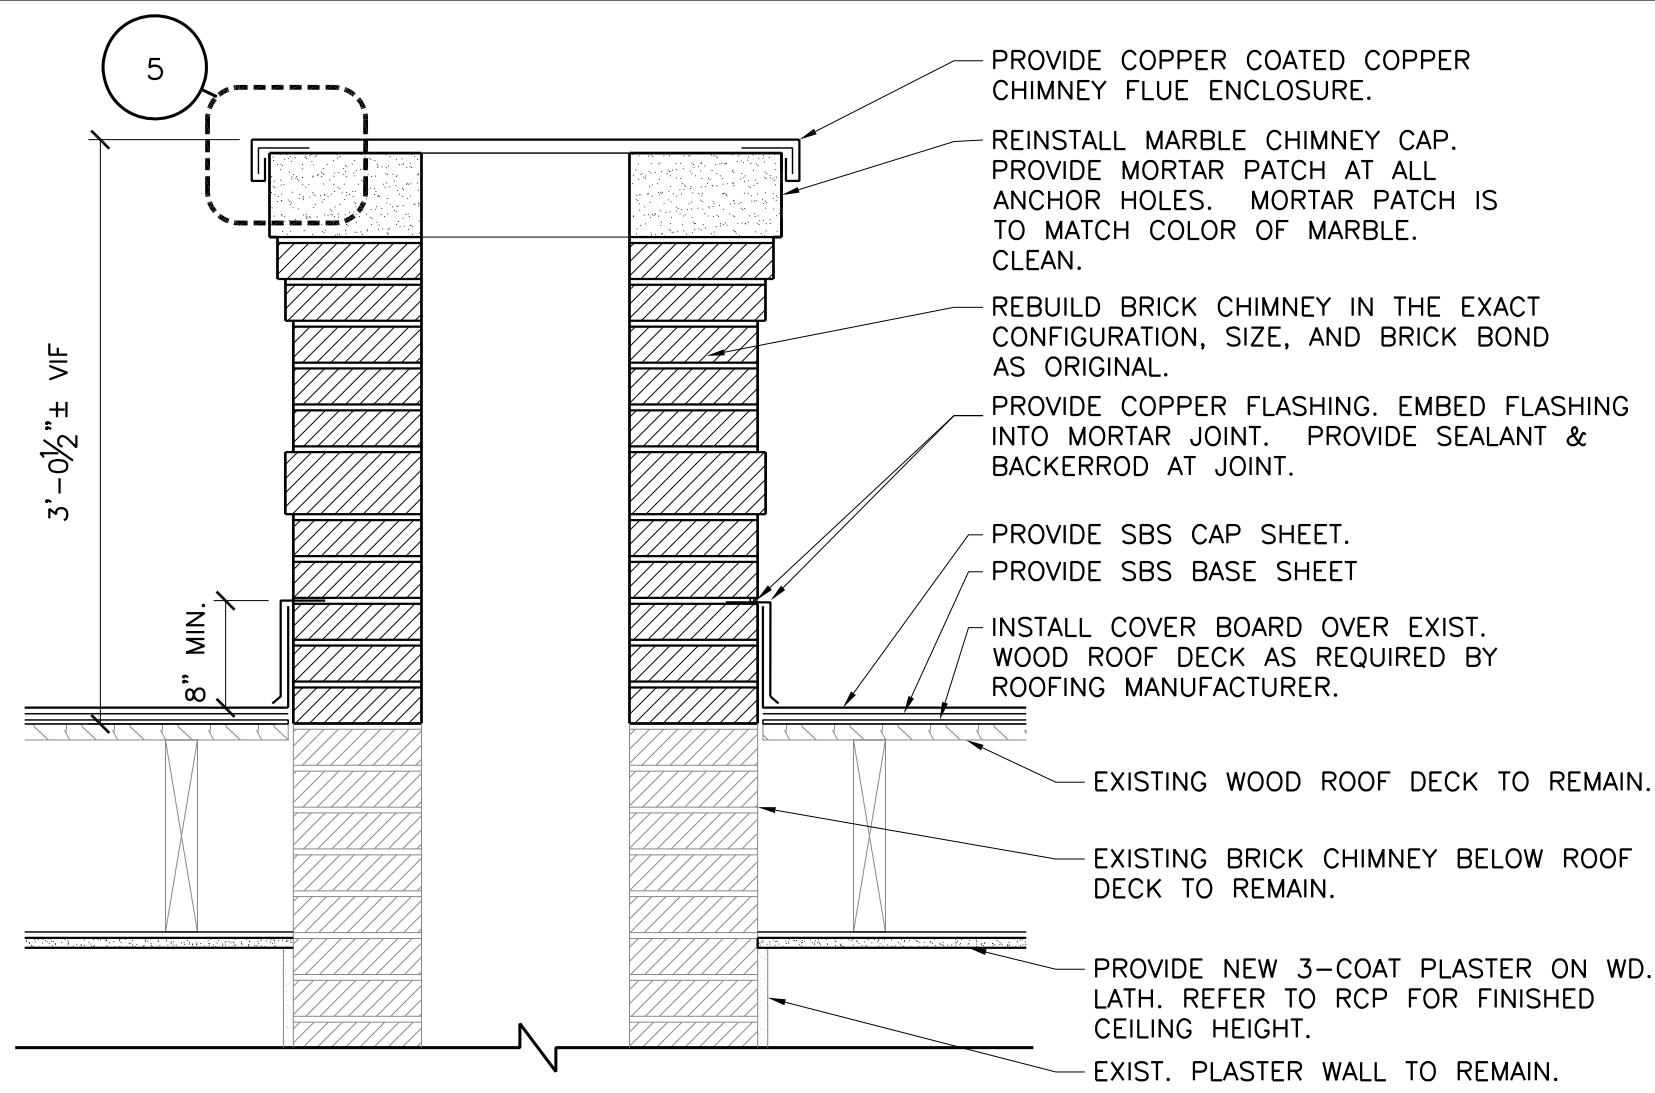 5
PROVIDE COPPER COATED COPPER
CHIMNEY FLUE ENCLOSURE.
REINSTALL MARBLE CHIMNEY CAP.
PROVIDE MORTAR PATCH AT ALL
ANCHOR HOLES. MORTAR PATCH IS
TO MATCH COLOR OF MARBLE.
CLEAN.
REBUILD BRICK CHIMNEY IN THE EXACT
CONFIGURATION, SIZE, AND BRICK BOND
AS ORIGINAL.
3'-0½"± VIF
PROVIDE COPPER FLASHING. EMBED FLASHING
INTO MORTAR JOINT. PROVIDE SEALANT &
BACKERROD AT JOINT.
PROVIDE SBS CAP SHEET.
PROVIDE SBS BASE SHEET
8" MIN.
INSTALL COVER BOARD OVER EXIST.
WOOD ROOF DECK AS REQUIRED BY
ROOFING MANUFACTURER.
EXISTING WOOD ROOF DECK TO REMAIN.
EXISTING BRICK CHIMNEY BELOW ROOF
DECK TO REMAIN.
PROVIDE NEW 3-COAT PLASTER ON WD.
LATH. REFER TO RCP FOR FINISHED
CEILING HEIGHT.
EXIST. PLASTER WALL TO REMAIN.